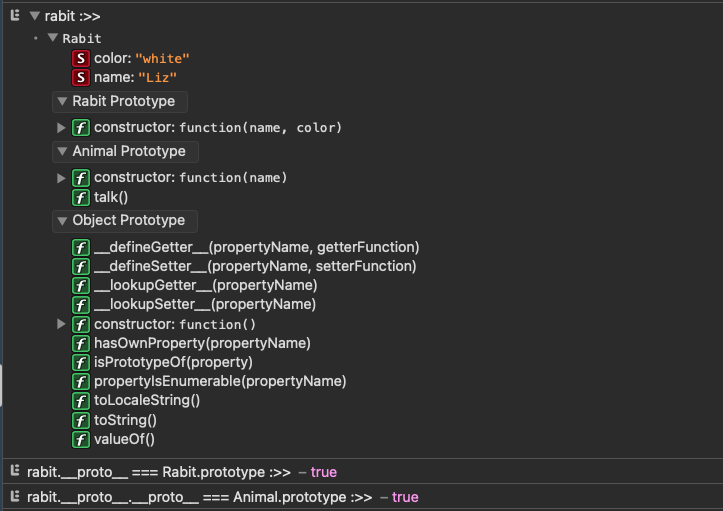 rabit :>>
Rabit
S color: "white"
S name: "Liz"
Rabit Prototype
f constructor: function(name, color)
Animal Prototype
f constructor: function(name)
f talk()
Object Prototype
f __defineGetter__(propertyName, getterFunction)
f __defineSetter__(propertyName, setterFunction)
f __lookupGetter__(propertyName)
f __lookupSetter__(propertyName)
f constructor: function()
f hasOwnProperty(propertyName)
f isPrototypeOf(property)
f propertyIsEnumerable(propertyName)
f toLocaleString()
f toString()
f valueOf()
rabit.__proto__ === Rabit.prototype :>> – true
rabit.__proto__.__proto__ === Animal.prototype :>> – true